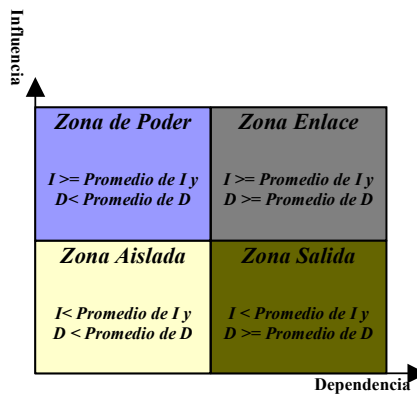 Influencia
Zona de Poder
I >= Promedio de I y
D< Promedio de D
Zona Enlace
I >= Promedio de I y
D >= Promedio de D
Zona Aislada
I< Promedio de I y
D < Promedio de D
Zona Salida
I < Promedio de I y
D >= Promedio de D
Dependencia